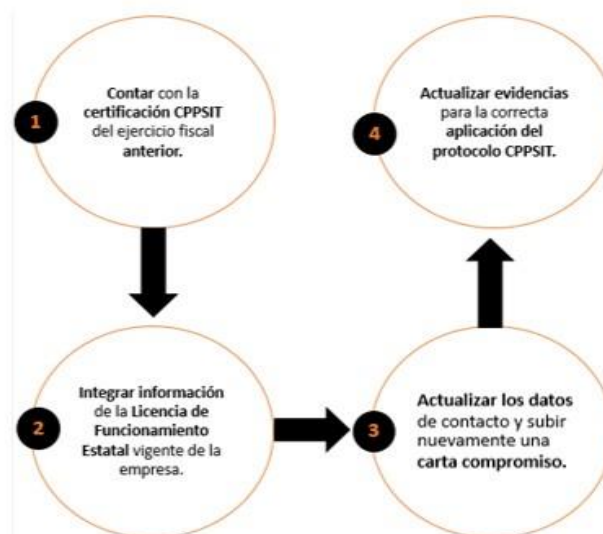 1
Contar con la
certificación CPPSIT
del ejercicio fiscal
anterior.
2
Integrar información
de la Licencia de
Funcionamiento
Estatal vigente de la
empresa.
3
Actualizar los datos
de contacto y subir
nuevamente una
carta compromiso.
4
Actualizar evidencias
para la correcta
aplicación del
protocolo CPPSIT.